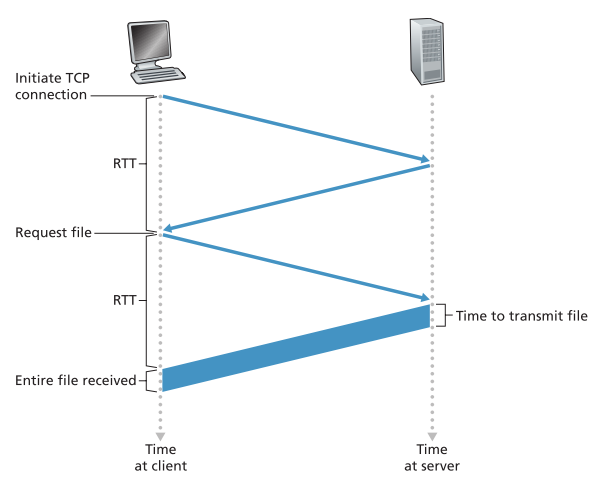 Initiate TCP
connection
RTT
Request file
RTT
Time to transmit file
Entire file received
Time
at client
Time
at server